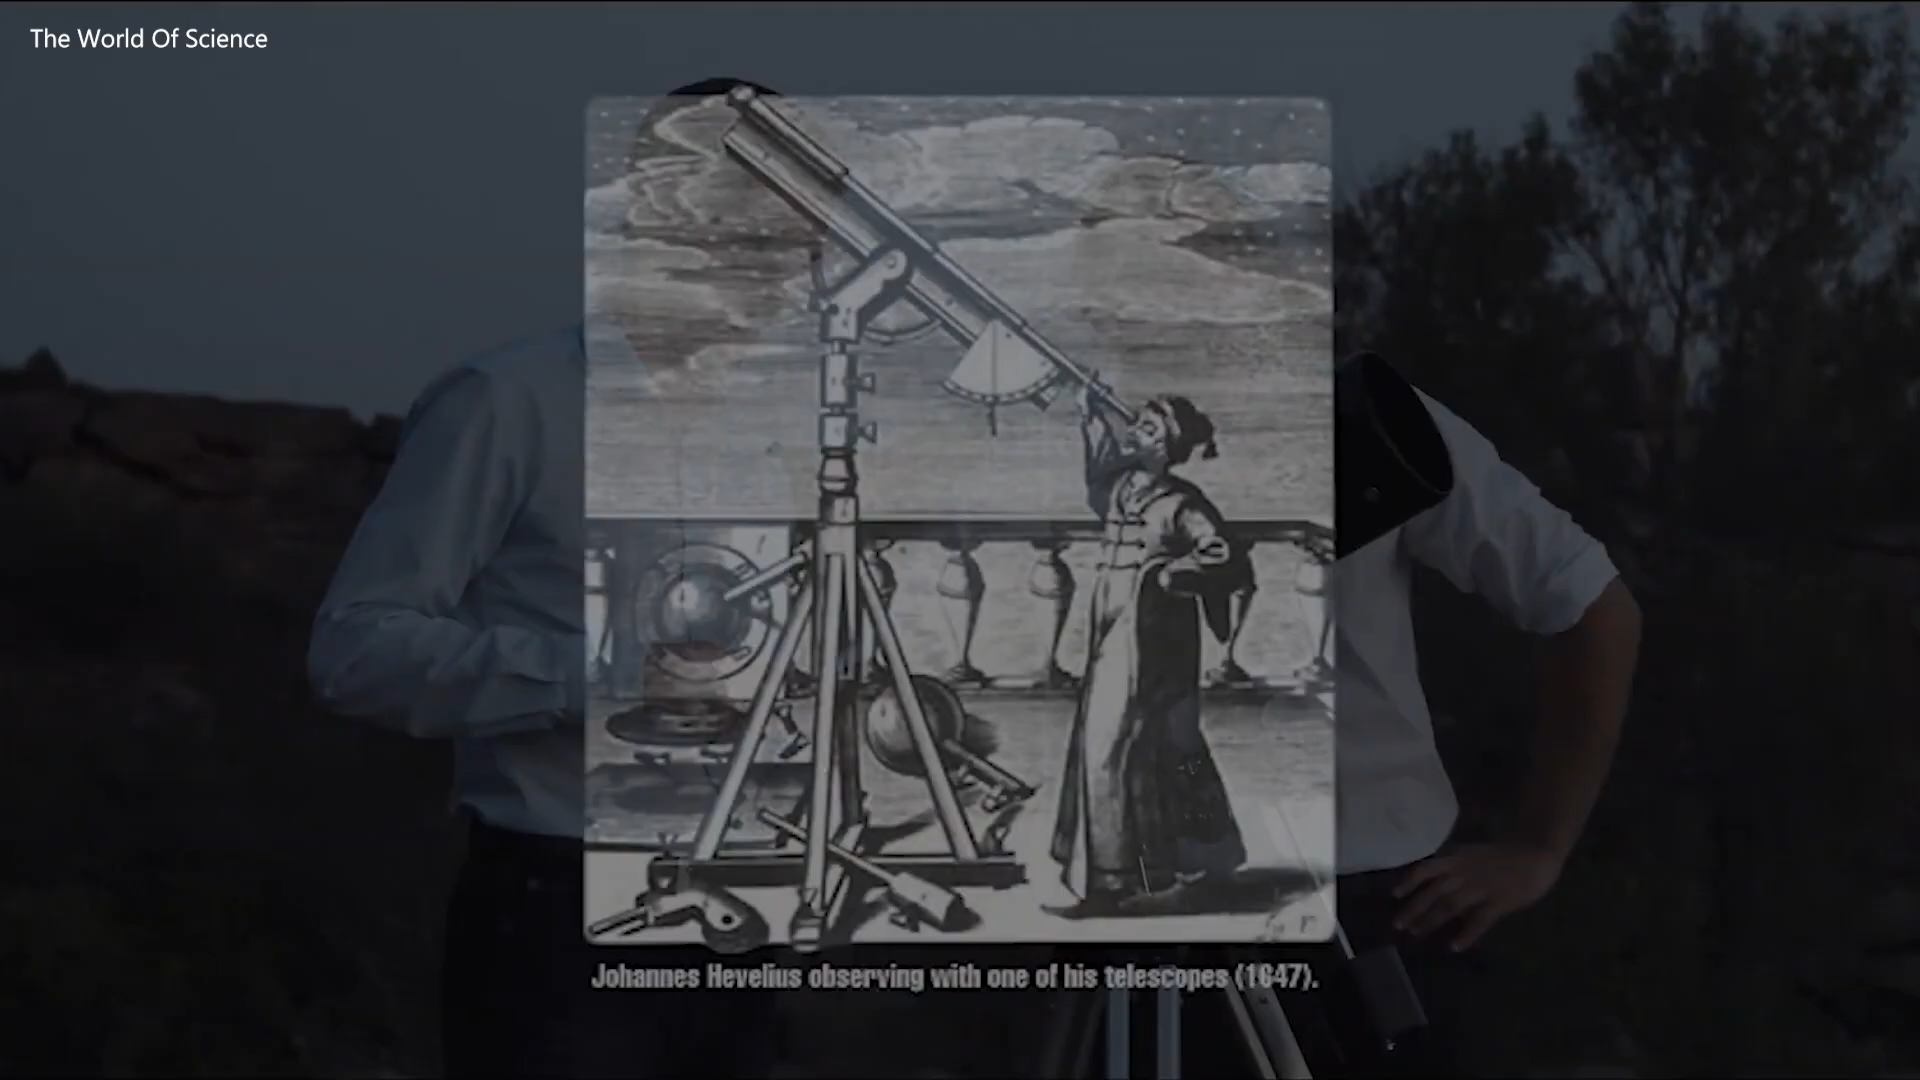 The World Of Science
Johannes Hevelius observing with one of his telescopes (1647).